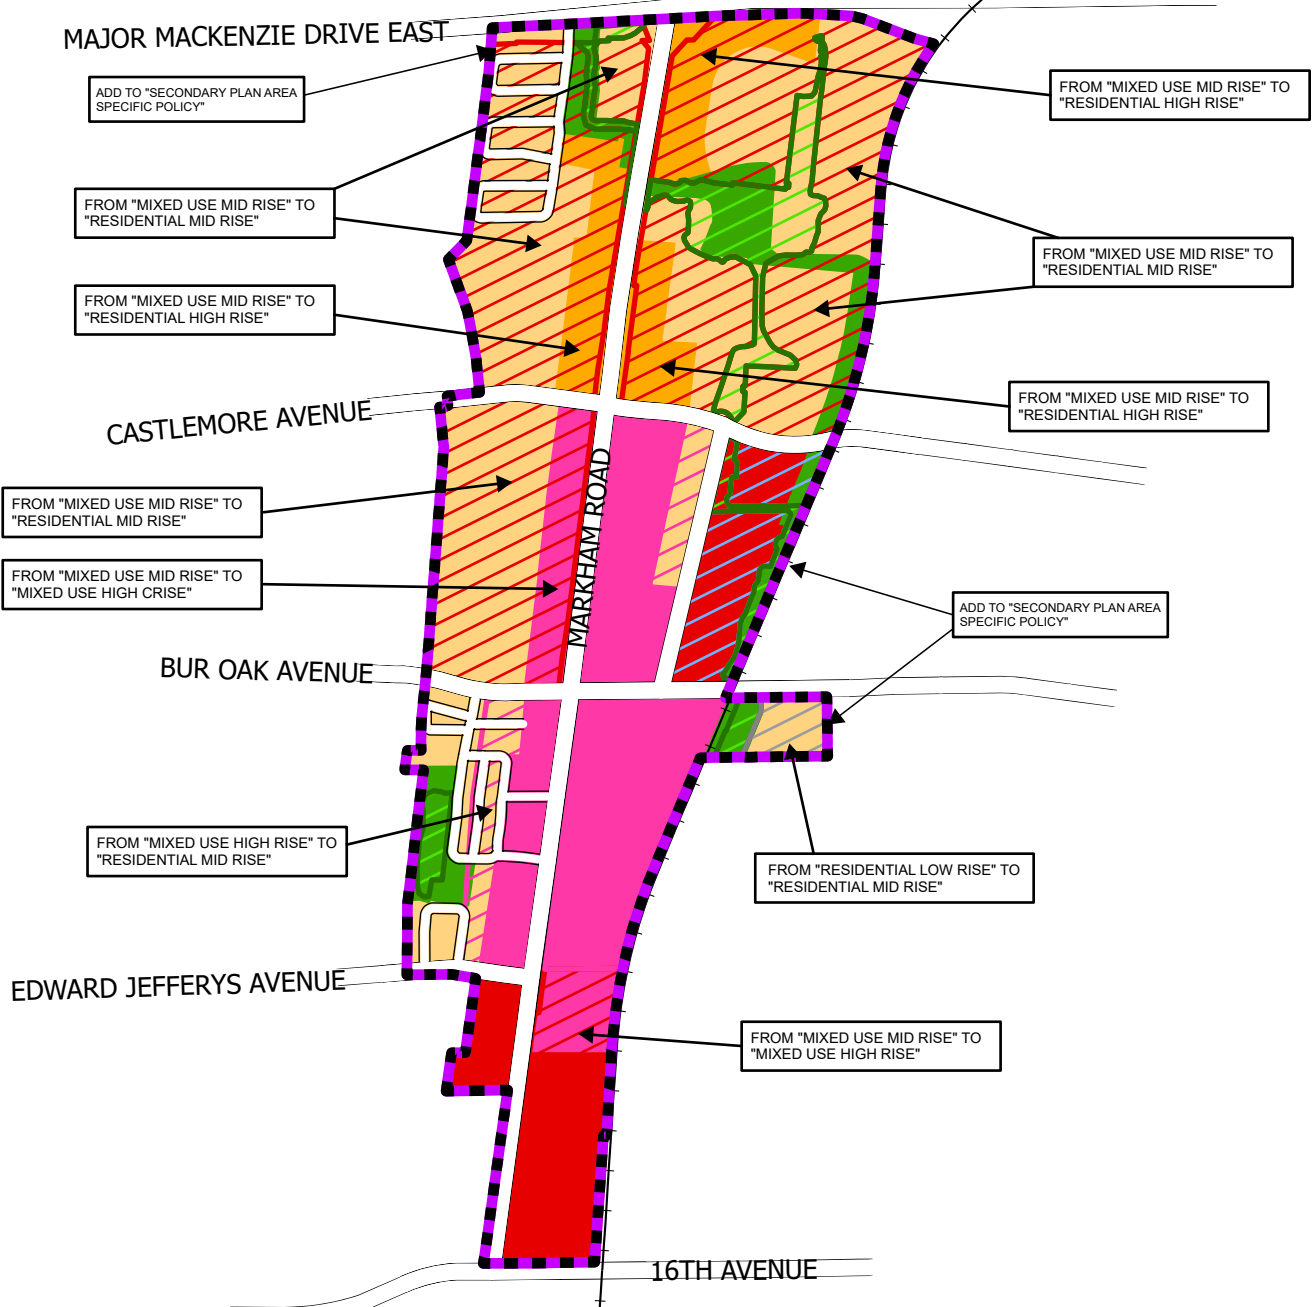 MAJOR MACKENZIE DRIVE EAST
ADD TO "SECONDARY PLAN AREA
SPECIFIC POLICY"
FROM "MIXED USE MID RISE" TO
"RESIDENTIAL HIGH RISE"
FROM "MIXED USE MID RISE" TO
"RESIDENTIAL MID RISE"
FROM "MIXED USE MID RISE" TO
"RESIDENTIAL MID RISE"
FROM "MIXED USE MID RISE" TO
"RESIDENTIAL HIGH RISE"
FROM "MIXED USE MID RISE" TO
"RESIDENTIAL HIGH RISE"
CASTLEMORE AVENUE
FROM "MIXED USE MID RISE" TO
"RESIDENTIAL MID RISE"
MARKHAM ROAD
FROM "MIXED USE MID RISE" TO
"MIXED USE HIGH CRISE"
ADD TO "SECONDARY PLAN AREA
SPECIFIC POLICY"
BUR OAK AVENUE
FROM "MIXED USE HIGH RISE" TO
"RESIDENTIAL MID RISE"
FROM "RESIDENTIAL LOW RISE" TO
"RESIDENTIAL MID RISE"
EDWARD JEFFERYS AVENUE
FROM "MIXED USE MID RISE" TO
"MIXED USE HIGH RISE"
16TH AVENUE